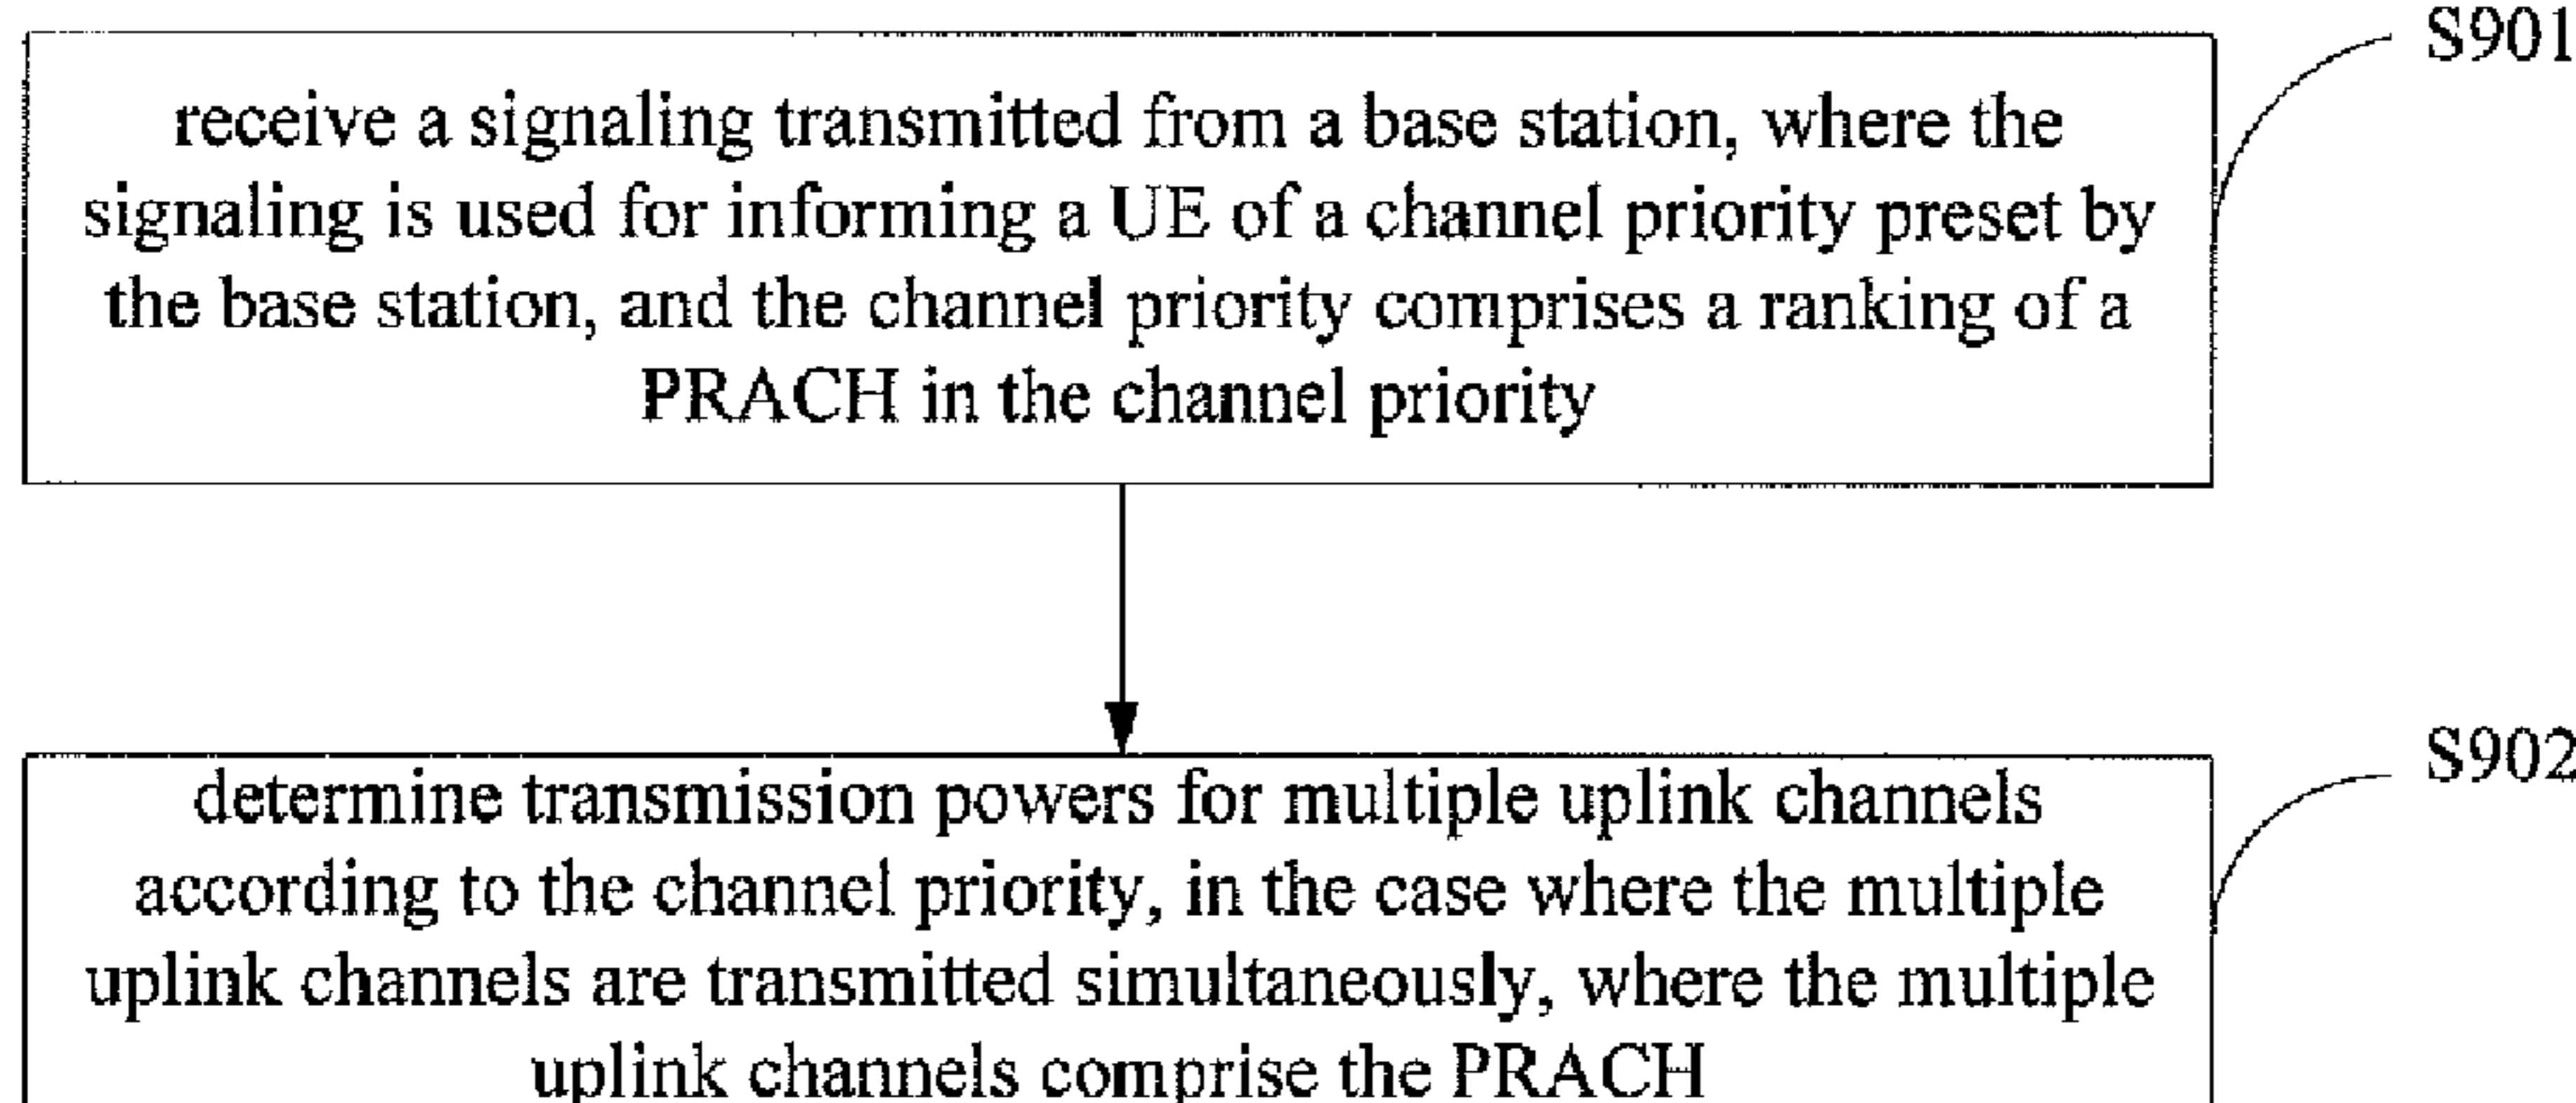 S901
receive a signaling transmitted from a base station, where the
signaling is used for informing a UE of a channel priority preset by
the base station, and the channel priority comprises a ranking of a
PRACH in the channel priority
S902
determine transmission powers for multiple uplink channels
according to the channel priority, in the case where the multiple
uplink channels are transmitted simultaneously, where the multiple
uplink channels comprise the PRACH